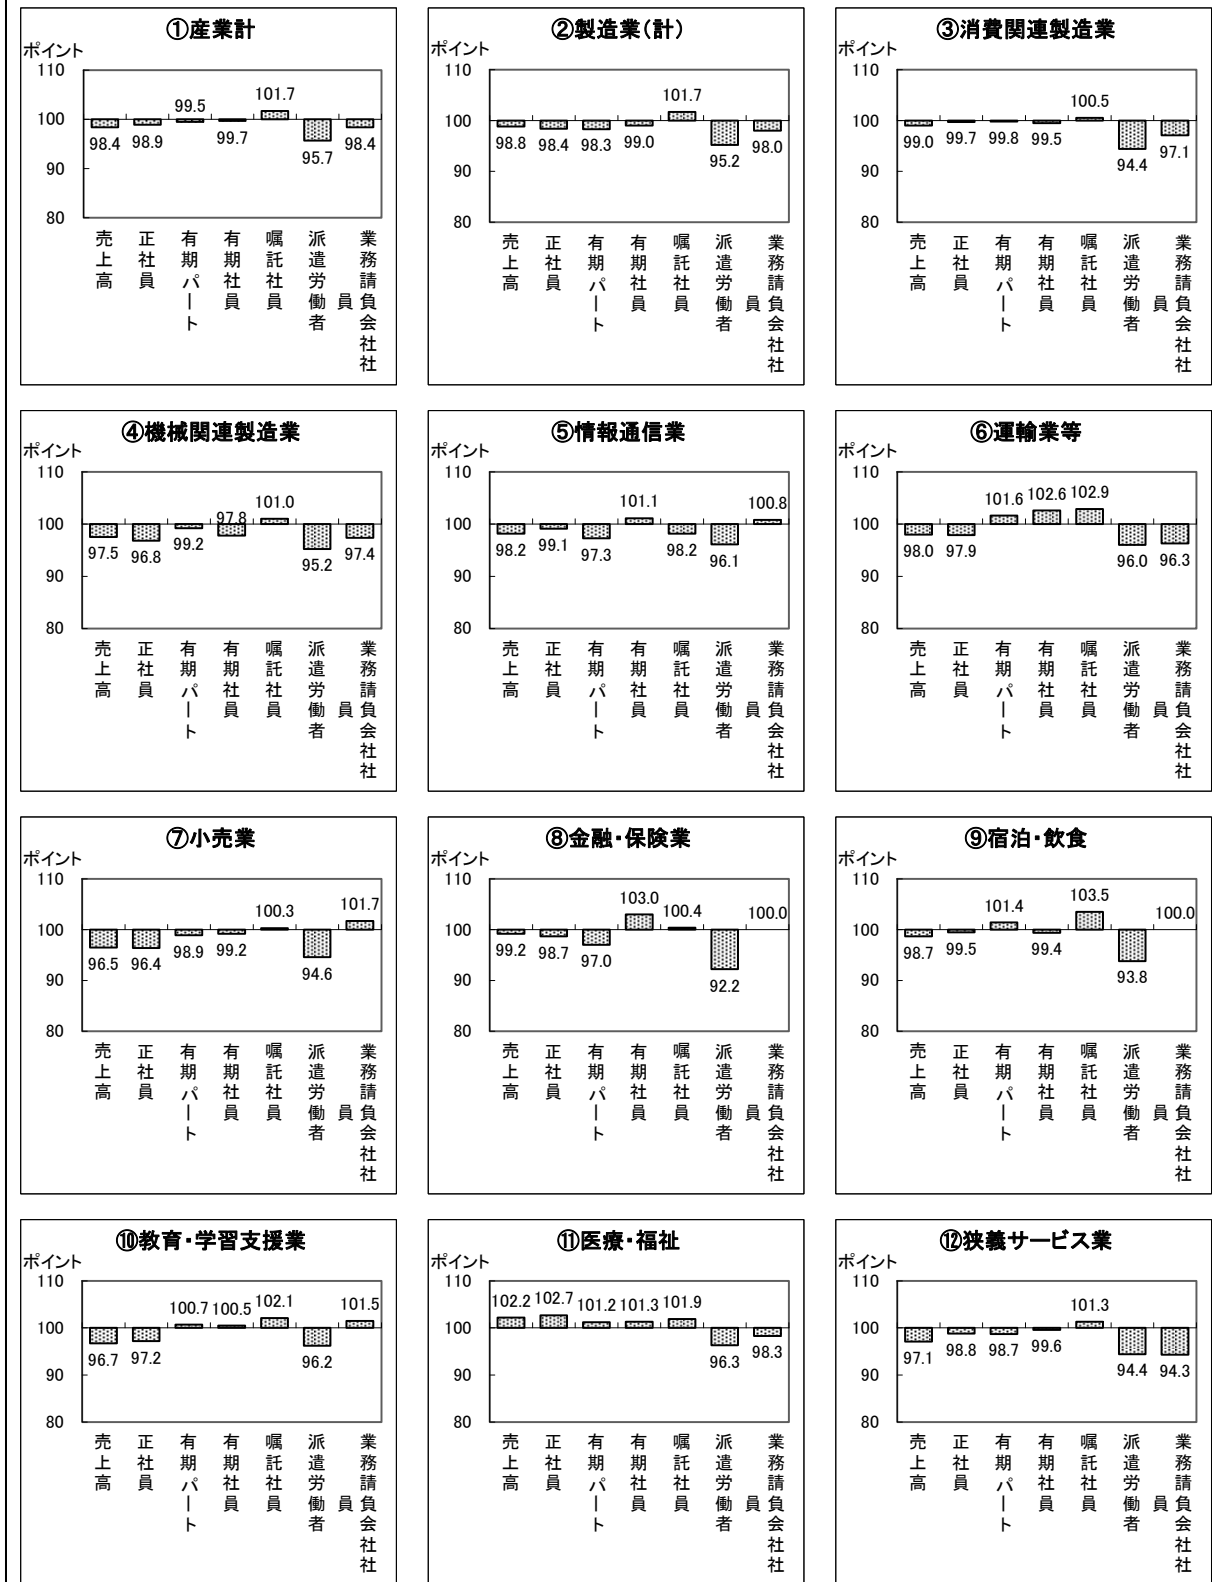 ①産業計
ポイント
110
100
90
80
98.4 98.9 99.5 99.7 101.7 95.7 98.4
売上高 正社員 有期パート 有期社員 嘱託社員 派遣労働者 業務請負会社社員
②製造業(計)
ポイント
110
100
90
80
98.8 98.4 98.3 99.0 101.7 95.2 98.0
売上高 正社員 有期パート 有期社員 嘱託社員 派遣労働者 業務請負会社社員
③消費関連製造業
ポイント
110
100
90
80
99.0 99.7 99.8 99.5 100.5 94.4 97.1
売上高 正社員 有期パート 有期社員 嘱託社員 派遣労働者 業務請負会社社員
④機械関連製造業
ポイント
110
100
90
80
97.5 96.8 99.2 97.8 101.0 95.2 97.4
売上高 正社員 有期パート 有期社員 嘱託社員 派遣労働者 業務請負会社社員
⑤情報通信業
ポイント
110
100
90
80
98.2 99.1 97.3 101.1 98.2 96.1 100.8
売上高 正社員 有期パート 有期社員 嘱託社員 派遣労働者 業務請負会社社員
⑥運輸業等
ポイント
110
100
90
80
98.0 97.9 101.6 102.6 102.9 96.0 96.3
売上高 正社員 有期パート 有期社員 嘱託社員 派遣労働者 業務請負会社社員
⑦小売業
ポイント
110
100
90
80
96.5 96.4 98.9 99.2 100.3 94.6 101.7
売上高 正社員 有期パート 有期社員 嘱託社員 派遣労働者 業務請負会社社員
⑧金融・保険業
ポイント
110
100
90
80
99.2 98.7 97.0 103.0 100.4 92.2 100.0
売上高 正社員 有期パート 有期社員 嘱託社員 派遣労働者 業務請負会社社員
⑨宿泊・飲食
ポイント
110
100
90
80
98.7 99.5 101.4 99.4 103.5 93.8 100.0
売上高 正社員 有期パート 有期社員 嘱託社員 派遣労働者 業務請負会社社員
⑩教育・学習支援業
ポイント
110
100
90
80
96.7 97.2 100.7 100.5 102.1 96.2 101.5
売上高 正社員 有期パート 有期社員 嘱託社員 派遣労働者 業務請負会社社員
⑪医療・福祉
ポイント
110
100
90
80
102.2 102.7 101.2 101.3 101.9 96.3 98.3
売上高 正社員 有期パート 有期社員 嘱託社員 派遣労働者 業務請負会社社員
⑫狭義サービス業
ポイント
110
100
90
80
97.1 98.8 98.7 99.6 101.3 94.4 94.3
売上高 正社員 有期パート 有期社員 嘱託社員 派遣労働者 業務請負会社社員